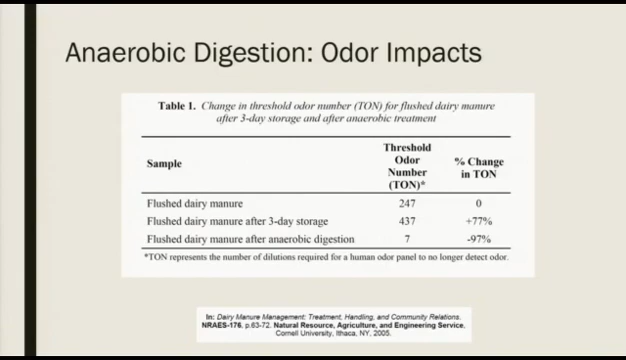 Anaerobic Digestion: Odor Impacts
Table 1. Change in threshold odor number (TON) for flushed dairy manure
after 3-day storage and after anaerobic treatment
Sample
Threshold
Odor
Number
(TON)*
% Change
in TON
Flushed dairy manure 247 0
Flushed dairy manure after 3-day storage 437 +77%
Flushed dairy manure after anaerobic digestion 7 -97%
*TON represents the number of dilutions required for a human odor panel to no longer detect odor.
In: Dairy Manure Management: Treatment, Handling, and Community Relations.
NRAES-176, p.63-72. Natural Resource, Agriculture, and Engineering Service,
Cornell University, Ithaca, NY, 2005.